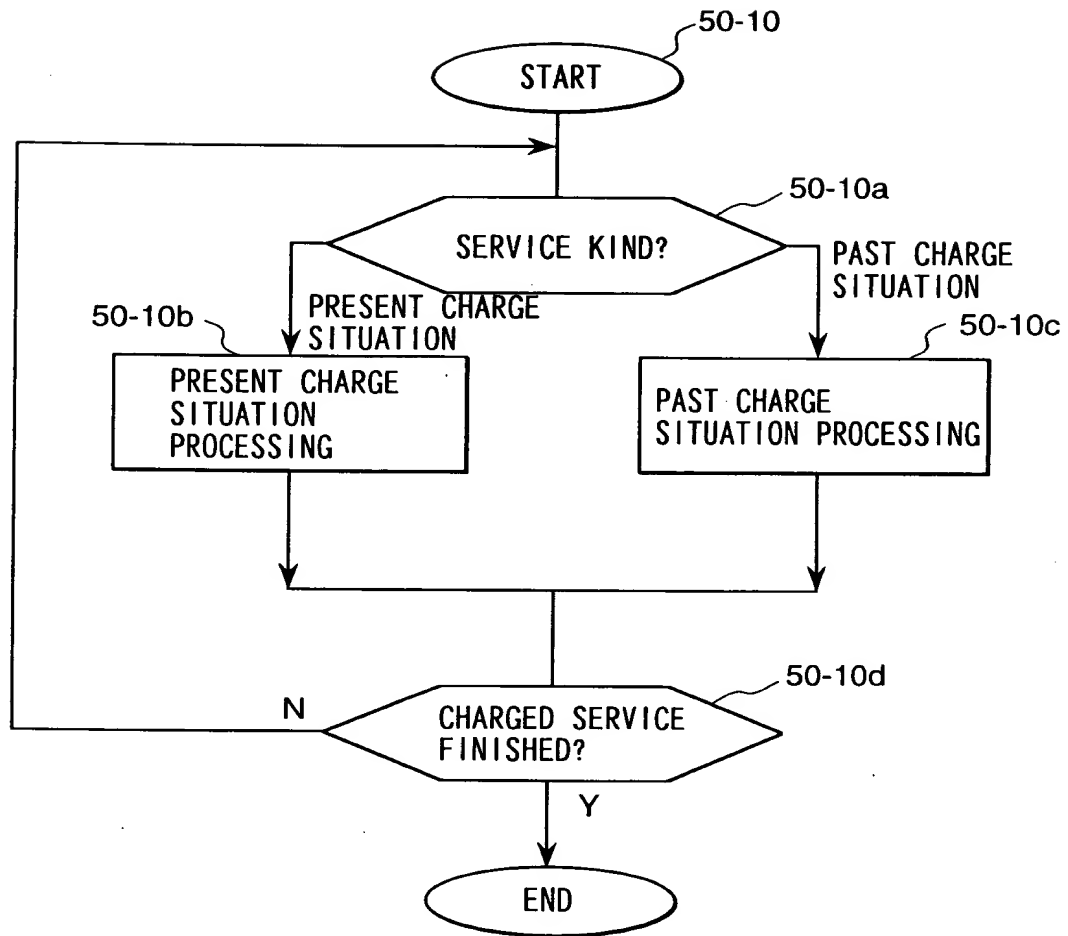 50-10
START
50-10a
SERVICE KIND?
PAST CHARGE
SITUATION
PRESENT CHARGE
SITUATION
50-10b
50-10c
PRESENT CHARGE
SITUATION
PROCESSING
PAST CHARGE
SITUATION PROCESSING
50-10d
N
CHARGED SERVICE
FINISHED?
Y
END